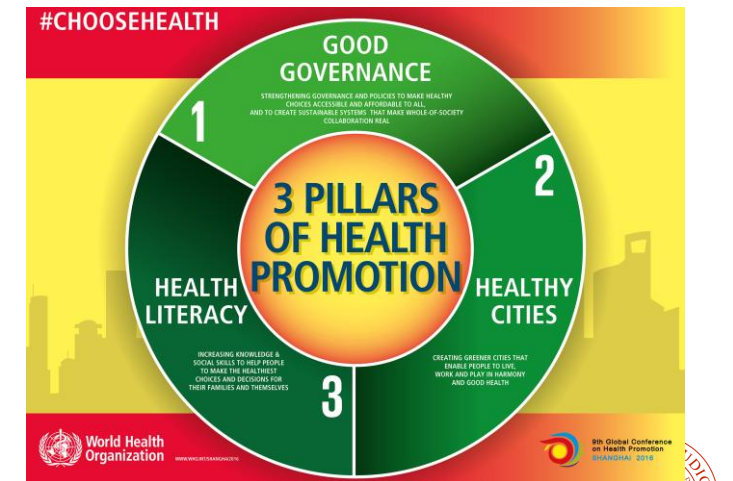 #CHOOSEHEALTH
GOOD
GOVERNANCE
STRENGTHENING GOVERNANCE AND POLICIES TO MAKE HEALTHY
CHOICES ACCESSIBLE AND AFFORDABLE TO ALL,
AND TO CREATE SUSTAINABLE SYSTEMS THAT MAKE WHOLE-OF-SOCIETY
COLLABORATION REAL
1
2
3 PILLARS
OF HEALTH
PROMOTION
HEALTHY
CITIES
CREATING GREENER CITIES THAT
ENABLE PEOPLE TO LIVE,
WORK AND PLAY IN HARMONY
AND GOOD HEALTH
HEALTH
LITERACY
INCREASING KNOWLEDGE &
SOCIAL SKILLS TO HELP PEOPLE
TO MAKE THE HEALTHIEST
CHOICES AND DECISIONS FOR
THEIR FAMILIES AND THEMSELVES
3
World Health
Organization
WWW.WHO.INT/SHANGHAI2016
9th Global Conference
on Health Promotion
SHANGHAI 2016